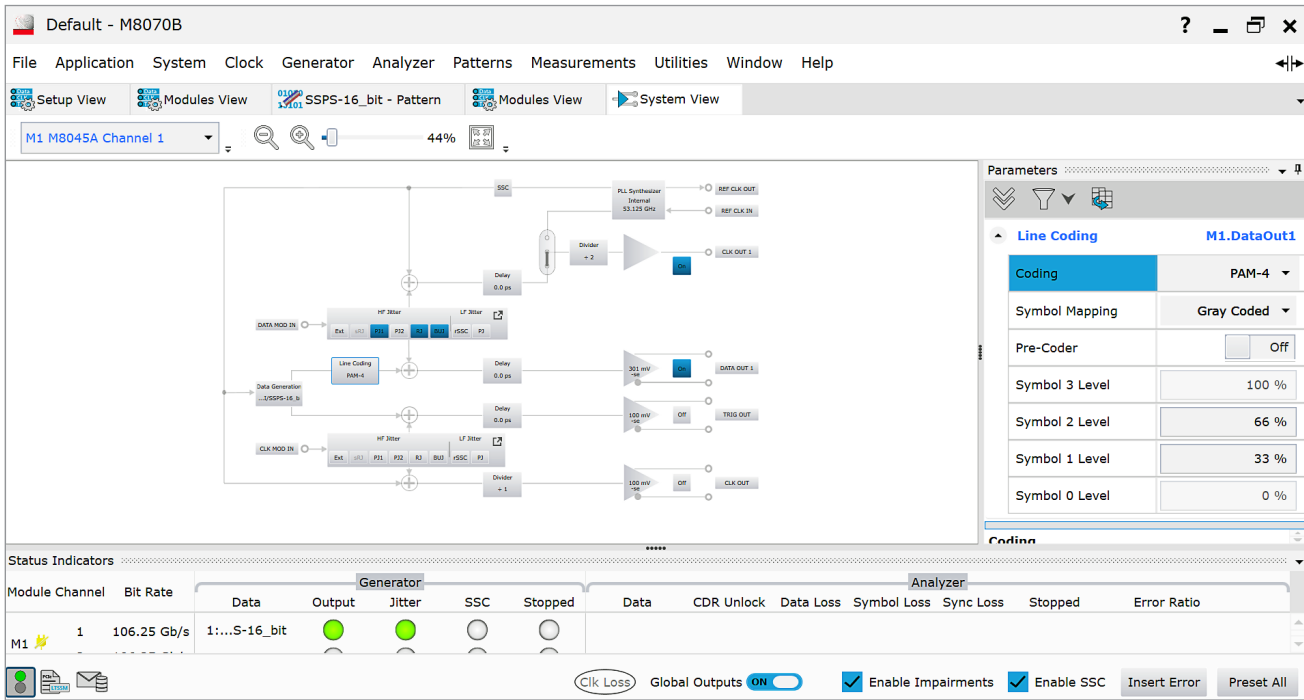 Default - M8070B
?
File Application System Clock Generator Analyzer Patterns Measurements Utilities Window Help
Setup View Modules View SSPS-16_bit - Pattern Modules View System View
M1 M8045A Channel 1 44%
Parameters
SSC
PLL Synthesizer
Internal
53.125 GHz
REF CLK OUT
REF CLK IN
Divider
÷ 2
On
CLK OUT 1
Delay
0.0 ps
DATA MOD IN
HF Jitter LF Jitter
Ext sRJ PJ1 PJ2 RJ BUJ rSSC PJ
Line Coding
PAM-4
Delay
0.0 ps
301 mV
-se
On
DATA OUT 1
Data Generation
...I/SSPS-16_b
Delay
0.0 ps
100 mV
-se
Off
TRIG OUT
CLK MOD IN
HF Jitter LF Jitter
Ext sRJ PJ1 PJ2 RJ BUJ rSSC PJ
Divider
÷ 1
100 mV
-se
Off
CLK OUT
Line Coding M1.DataOut1
Coding PAM-4
Symbol Mapping Gray Coded
Pre-Coder Off
Symbol 3 Level 100 %
Symbol 2 Level 66 %
Symbol 1 Level 33 %
Symbol 0 Level 0 %
Coding
Status Indicators
Generator Analyzer
Module Channel Bit Rate Data Output Jitter SSC Stopped Data CDR Unlock Data Loss Symbol Loss Sync Loss Stopped Error Ratio
M1 1 106.25 Gb/s 1:...S-16_bit
LTSSM
Clk Loss Global Outputs ON Enable Impairments Enable SSC Insert Error Preset All